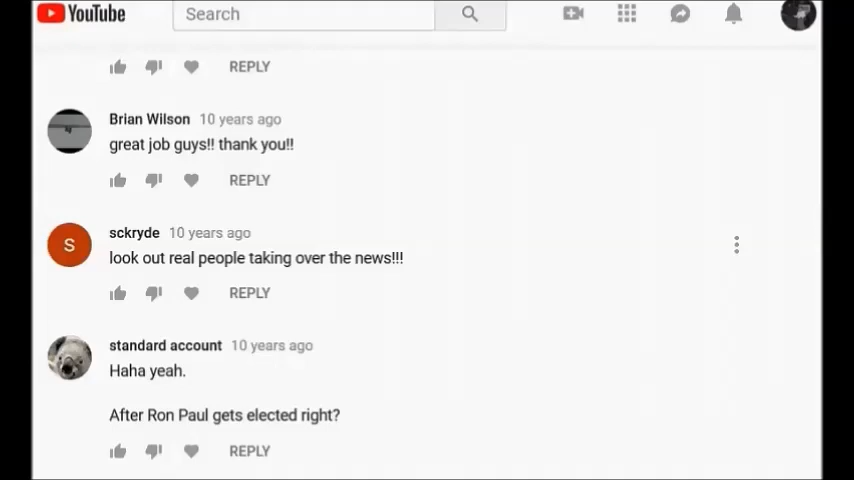 YouTube
Search
REPLY
Brian Wilson 10 years ago
great job guys!! thank you!!
REPLY
S
sckryde 10 years ago
look out real people taking over the news!!!
REPLY
standard account 10 years ago
Haha yeah.
After Ron Paul gets elected right?
REPLY